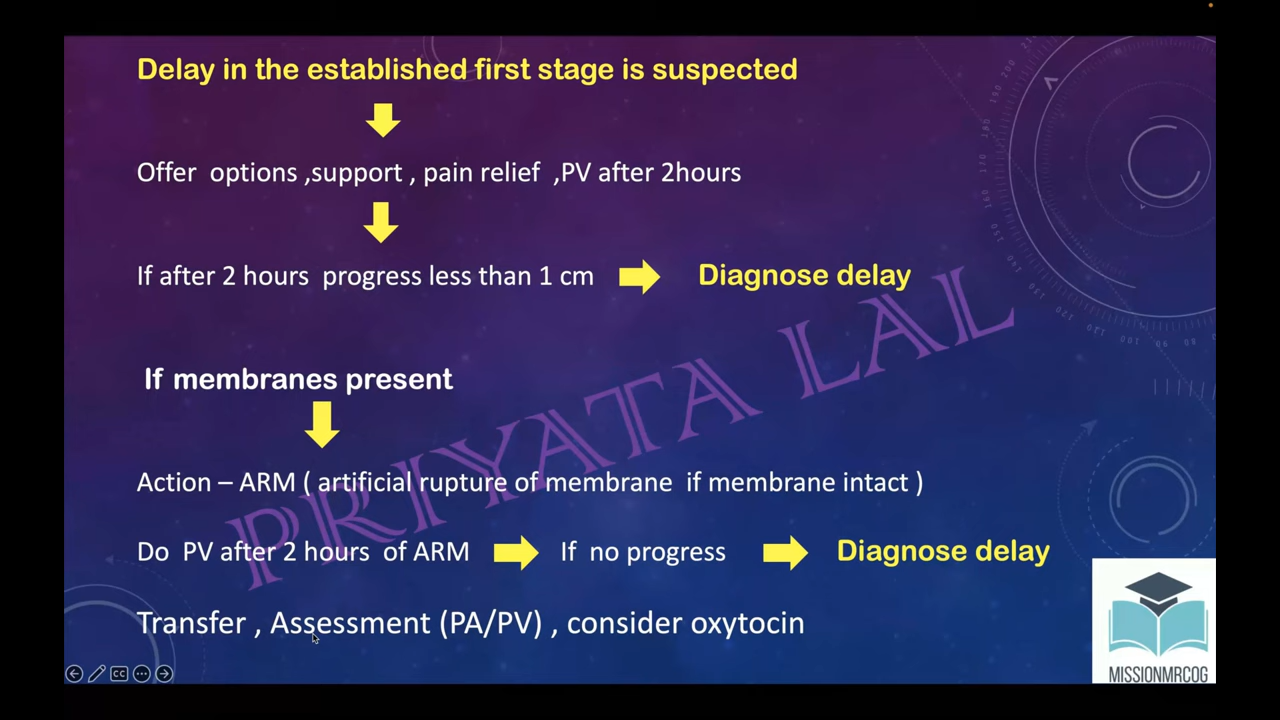 Delay in the established first stage is suspected
Offer options ,support , pain relief ,PV after 2hours
If after 2 hours progress less than 1 cm
Diagnose delay
If membranes present
Action – ARM ( artificial rupture of membrane if membrane intact )
Do PV after 2 hours of ARM
If no progress
Diagnose delay
Transfer , Assessment (PA/PV) , consider oxytocin
PRIYATA LAL
MISSIONMRCOG
CC